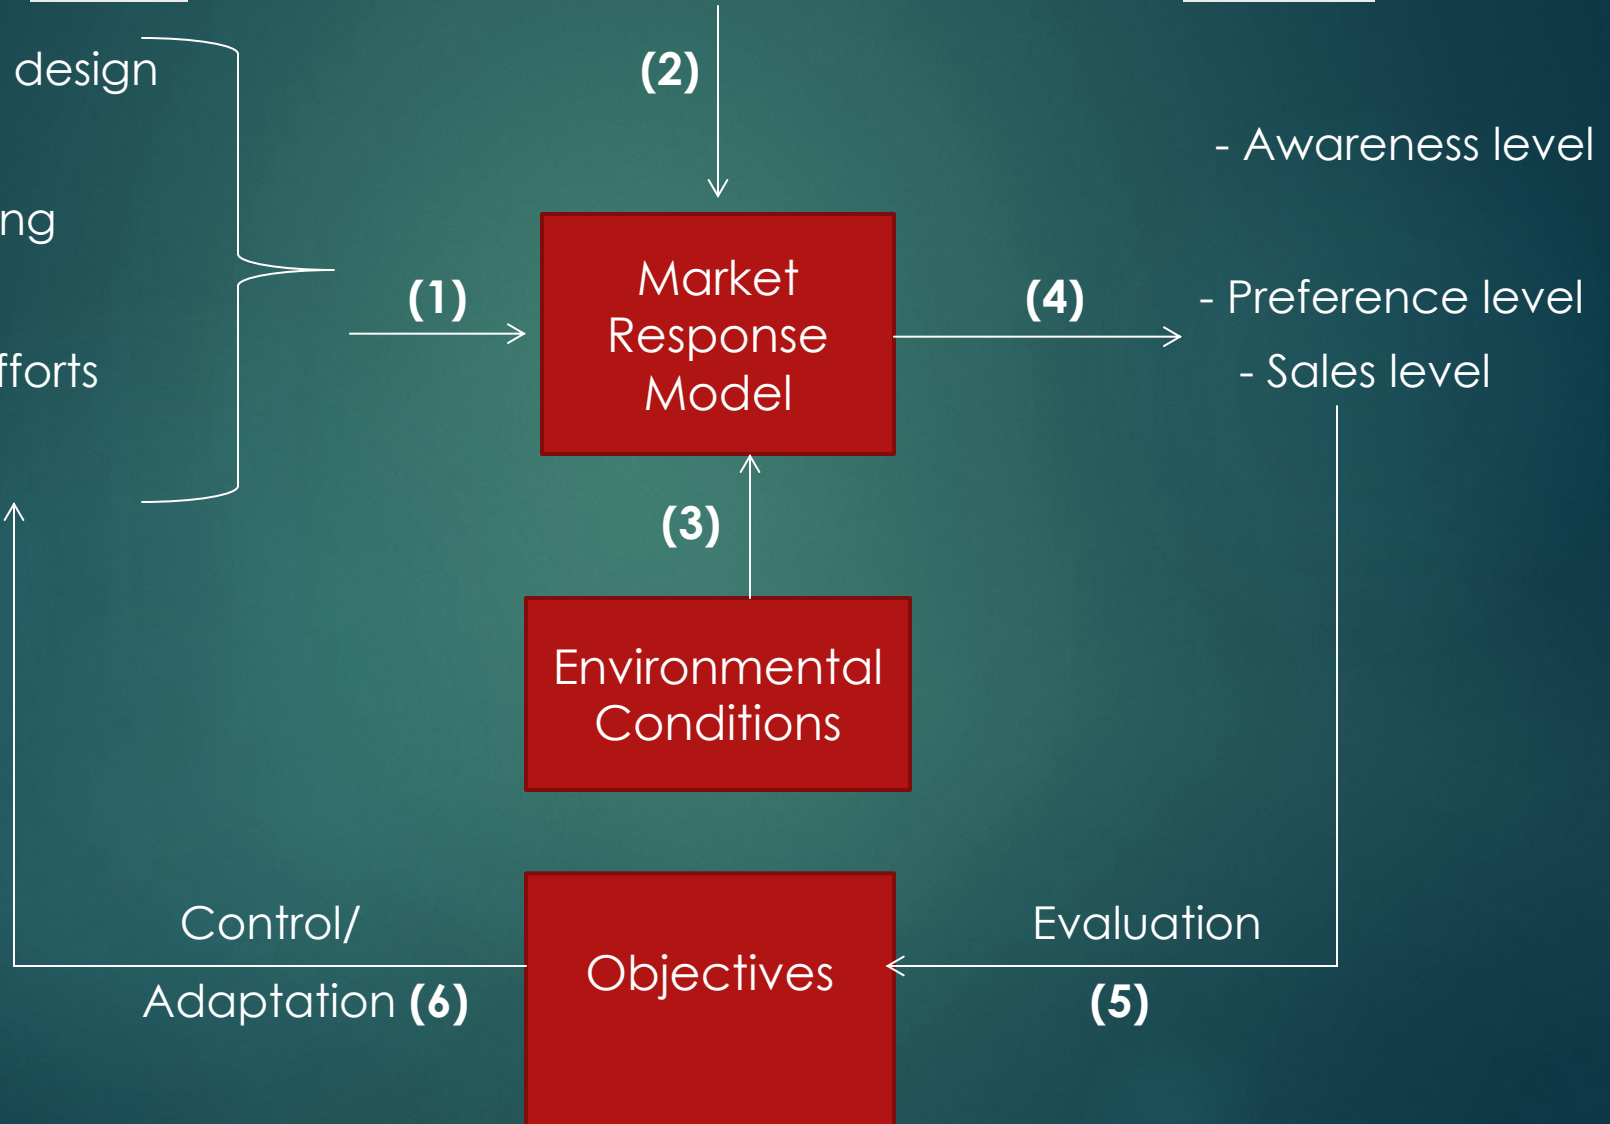 design
(2)
- Awareness level
ng
(1)
Market
Response
Model
(4)
- Preference level
fforts
- Sales level
(3)
Environmental
Conditions
Control/
Adaptation (6)
Objectives
Evaluation
(5)